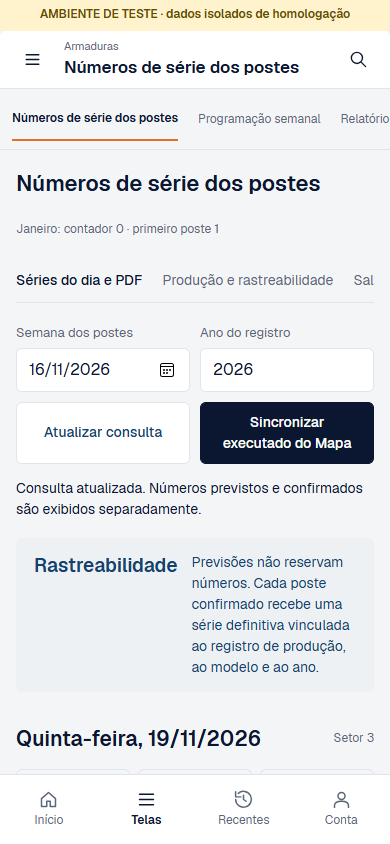 AMBIENTE DE TESTE · dados isolados de homologação
Armaduras
Números de série dos postes
Números de série dos postes
Programação semanal
Relatório
Números de série dos postes
Janeiro: contador 0 · primeiro poste 1
Séries do dia e PDF
Produção e rastreabilidade
Sal
Semana dos postes
Ano do registro
16/11/2026
2026
Atualizar consulta
Sincronizar
executado do Mapa
Consulta atualizada. Números previstos e confirmados
são exibidos separadamente.
Rastreabilidade
Previsões não reservam
números. Cada poste
confirmado recebe uma
série definitiva vinculada
ao registro de produção,
ao modelo e ao ano.
Quinta-feira, 19/11/2026
Setor 3
Início
Telas
Recentes
Conta